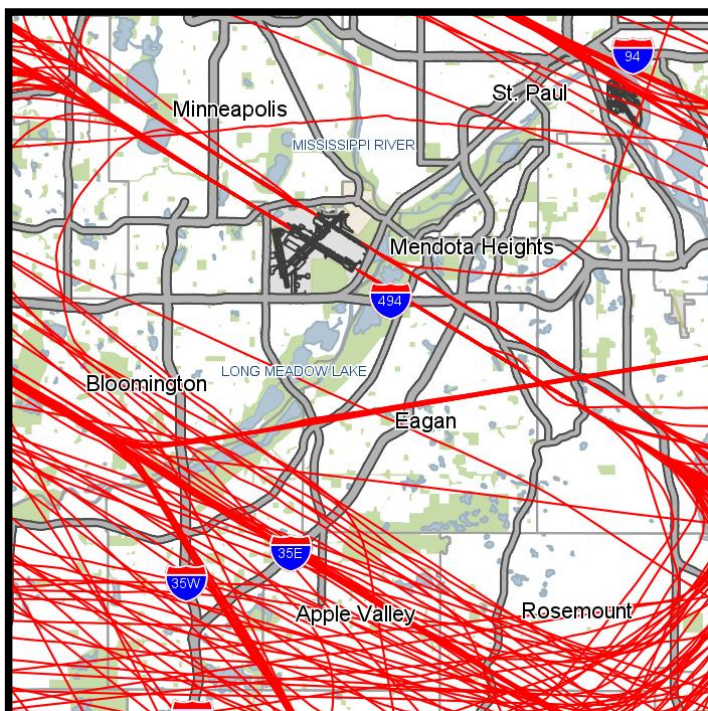 94
St. Paul
Minneapolis
MISSISSIPPI RIVER
Mendota Heights
494
LONG MEADOW LAKE
Bloomington
Eagan
35E
35W
Apple Valley
Rosemount